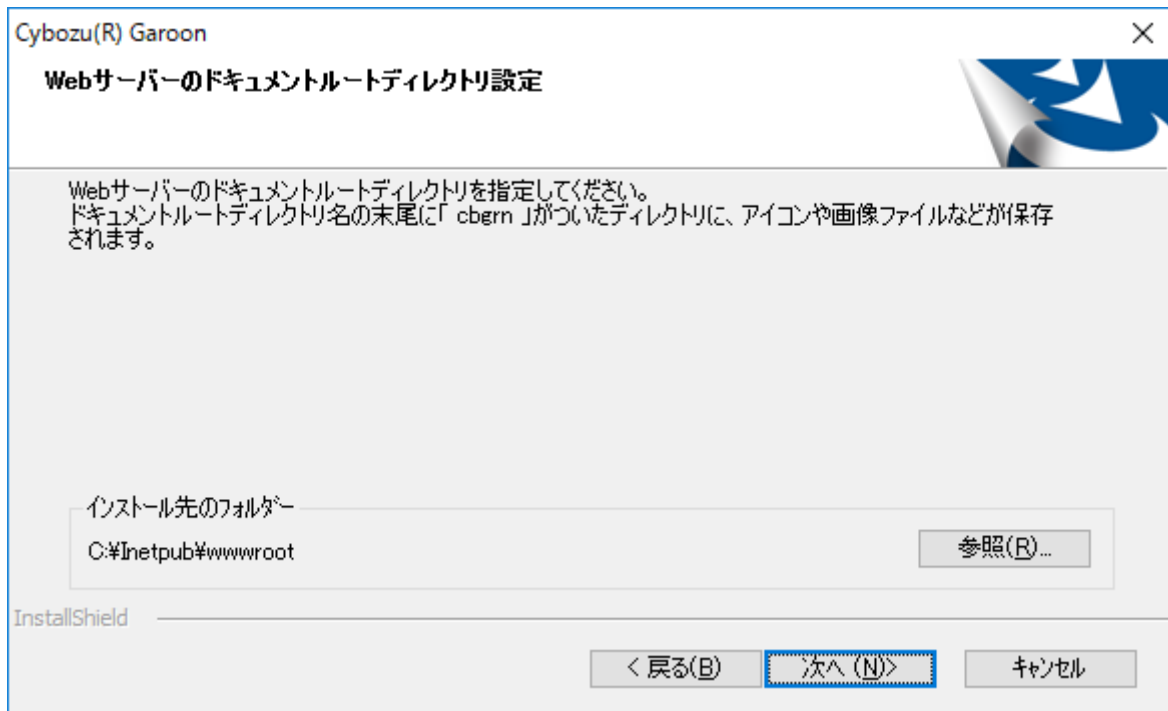 Cybozu(R) Garoon
Webサーバーのドキュメントルートディレクトリ設定
Webサーバーのドキュメントルートディレクトリを指定してください。
ドキュメントルートディレクトリ名の末尾に「 cbgrn 」がついたディレクトリに、アイコンや画像ファイルなどが保存
されます。
インストール先のフォルダー
C:¥Inetpub¥wwwroot
参照(R)...
InstallShield
< 戻る(B)
次へ (N)>
キャンセル